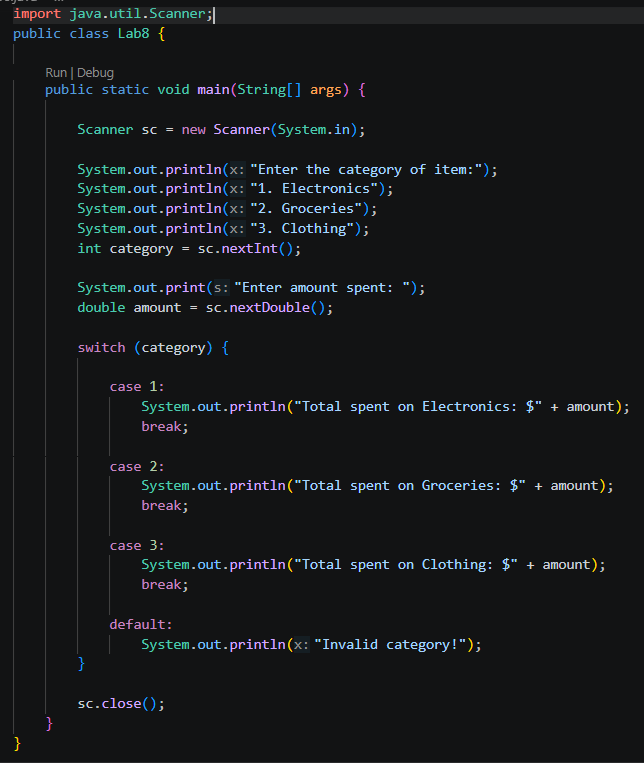 import java.util.Scanner;
public class Lab8 {
Run | Debug
public static void main(String[] args) {
Scanner sc = new Scanner(System.in);
System.out.println(x: "Enter the category of item:");
System.out.println(x: "1. Electronics");
System.out.println(x: "2. Groceries");
System.out.println(x: "3. Clothing");
int category = sc.nextInt();
System.out.print(s: "Enter amount spent: ");
double amount = sc.nextDouble();
switch (category) {
case 1:
System.out.println("Total spent on Electronics: $" + amount);
break;
case 2:
System.out.println("Total spent on Groceries: $" + amount);
break;
case 3:
System.out.println("Total spent on Clothing: $" + amount);
break;
default:
System.out.println(x: "Invalid category!");
}
sc.close();
}
}